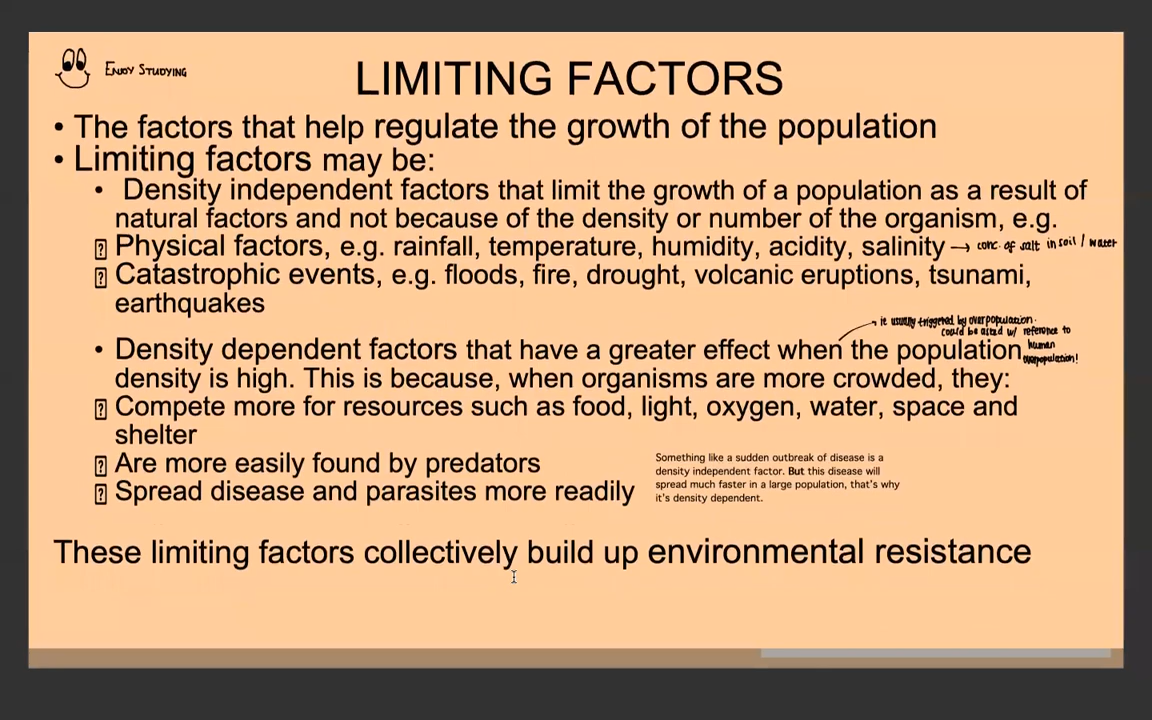 ENJOY STUDYING
LIMITING FACTORS
• The factors that help regulate the growth of the population
• Limiting factors may be:
• Density independent factors that limit the growth of a population as a result of
natural factors and not because of the density or number of the organism, e.g.
Physical factors, e.g. rainfall, temperature, humidity, acidity, salinity → conc. of salt in soil / water
Catastrophic events, e.g. floods, fire, drought, volcanic eruptions, tsunami,
earthquakes
it usually triggered by overpopulation.
could be asked w/ reference to
human
overpopulation!
• Density dependent factors that have a greater effect when the population
density is high. This is because, when organisms are more crowded, they:
Compete more for resources such as food, light, oxygen, water, space and
shelter
Are more easily found by predators
Spread disease and parasites more readily
Something like a sudden outbreak of disease is a
density independent factor. But this disease will
spread much faster in a large population, that's why
it's density dependent.
These limiting factors collectively build up environmental resistance